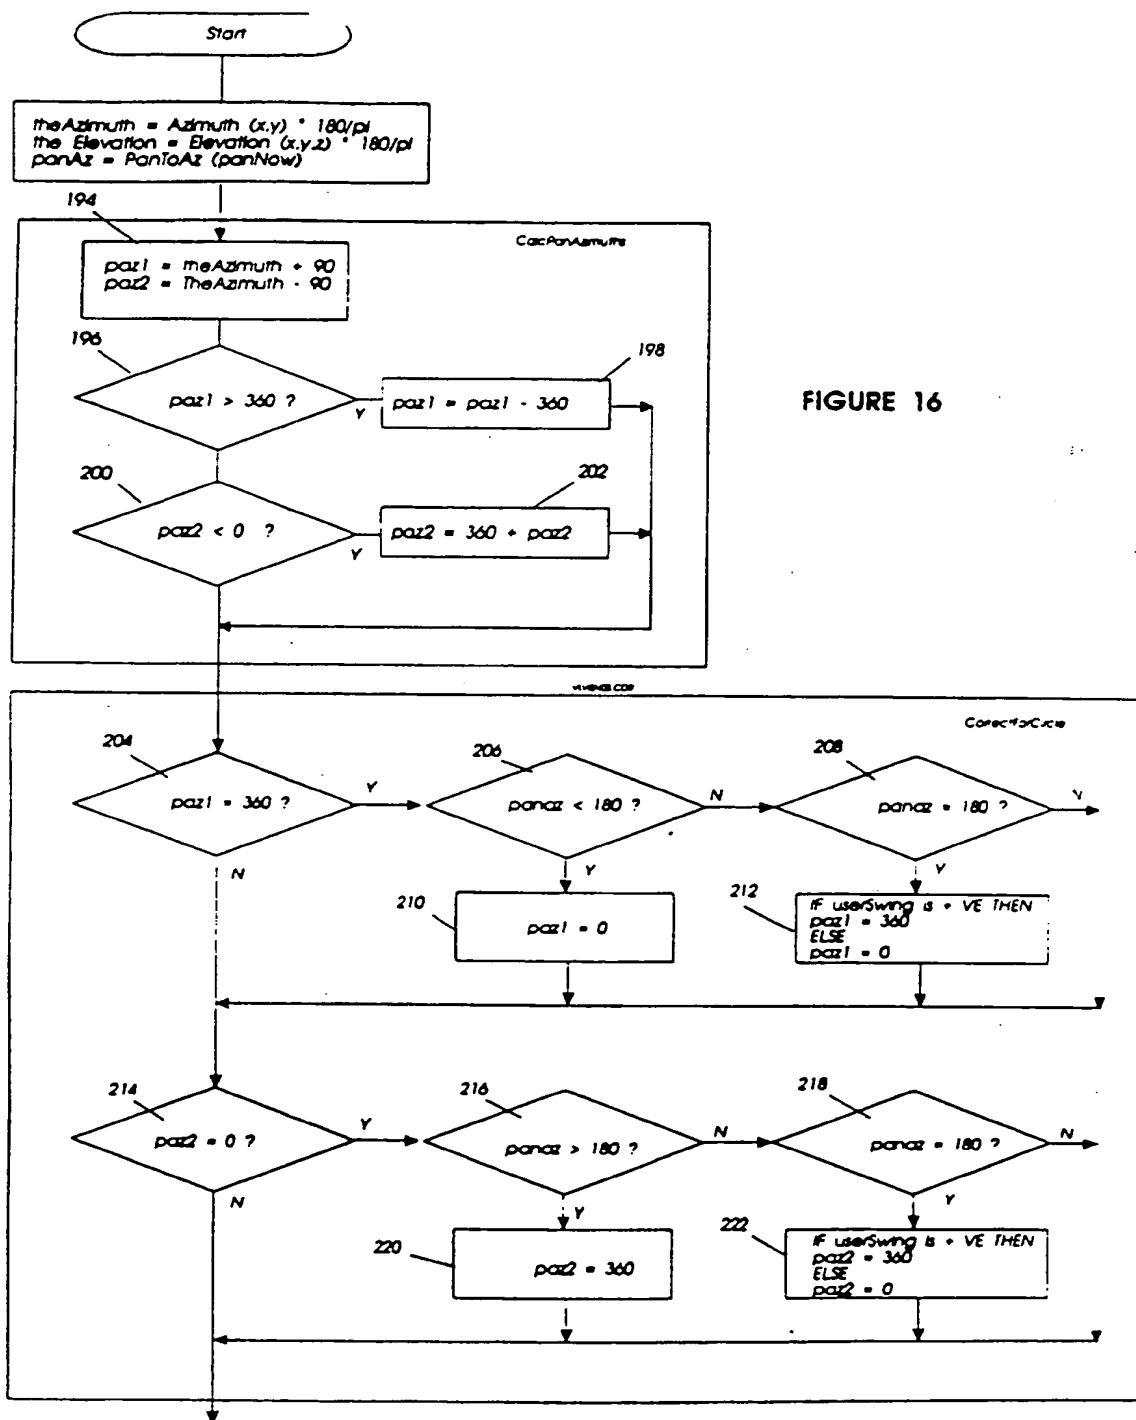 Start
theAzimuth = Azimuth (x,y) * 180/pi
the Elevation = Elevation (x,y,z) * 180/pi
panAz = PanToAz (panNow)
194
CalcPanAzimuths
paz1 = theAzimuth + 90
paz2 = TheAzimuth - 90
196
198
paz1 > 360 ?
Y
paz1 = paz1 - 360
FIGURE 16
200
202
paz2 < 0 ?
Y
paz2 = 360 + paz2
CorrectforCircle
204
206
208
paz1 = 360 ?
Y
panaz < 180 ?
N
panaz = 180 ?
N
Y
Y
210
paz1 = 0
212
IF userSwing is + VE THEN
paz1 = 360
ELSE
paz1 = 0
214
216
218
paz2 = 0 ?
Y
panaz > 180 ?
N
panaz = 180 ?
N
N
Y
Y
220
paz2 = 360
222
IF userSwing is + VE THEN
paz2 = 360
ELSE
paz2 = 0